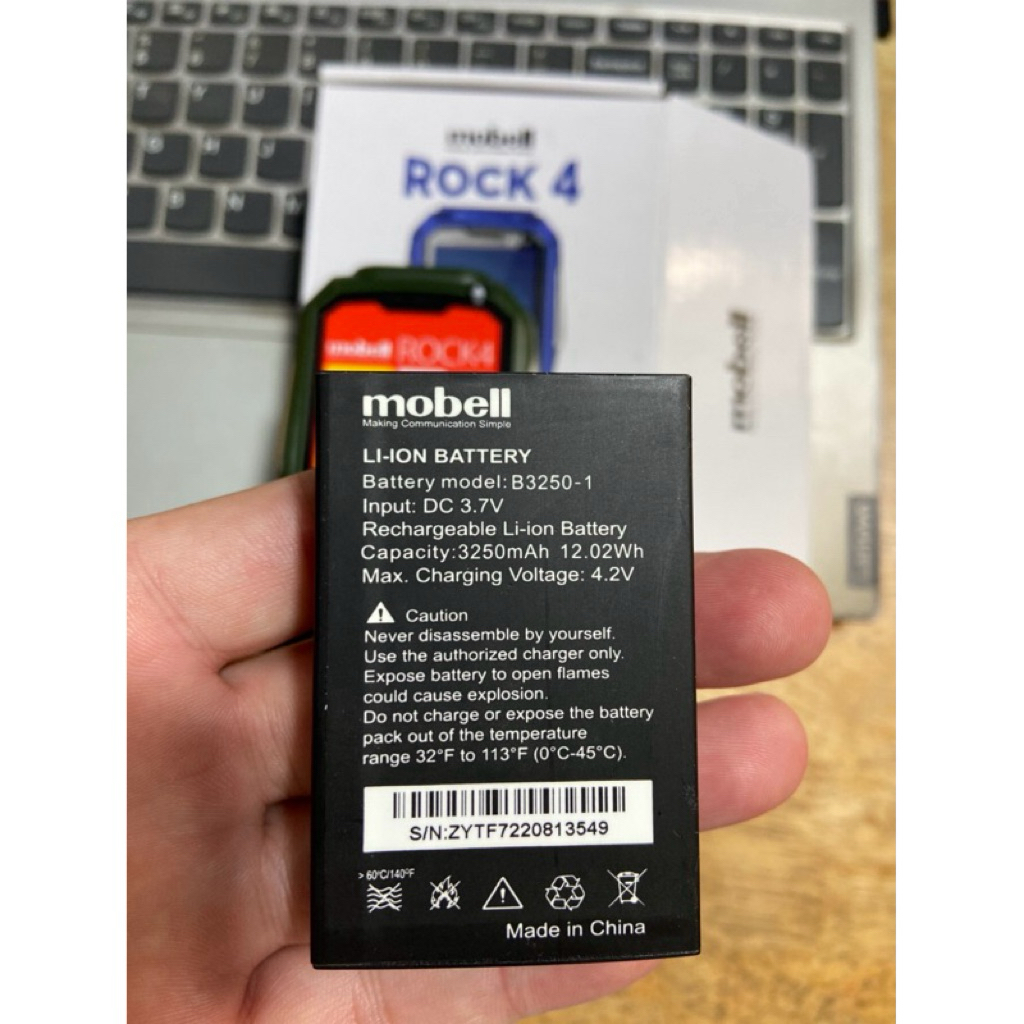 mobell
ROCK 4
mobell ROCK4
mobell
mobell
Making Communication Simple
LI-ION BATTERY
Battery model:B3250-1
Input: DC 3.7V
Rechargeable Li-ion Battery
Capacity:3250mAh 12.02Wh
Max. Charging Voltage: 4.2V
Caution
Never disassemble by yourself.
Use the authorized charger only.
Expose battery to open flames
could cause explosion.
Do not charge or expose the battery
pack out of the temperature
range 32°F to 113°F (0°C-45°C).
S/N:ZYTF7220813549
> 60°C/140°F
Made in China